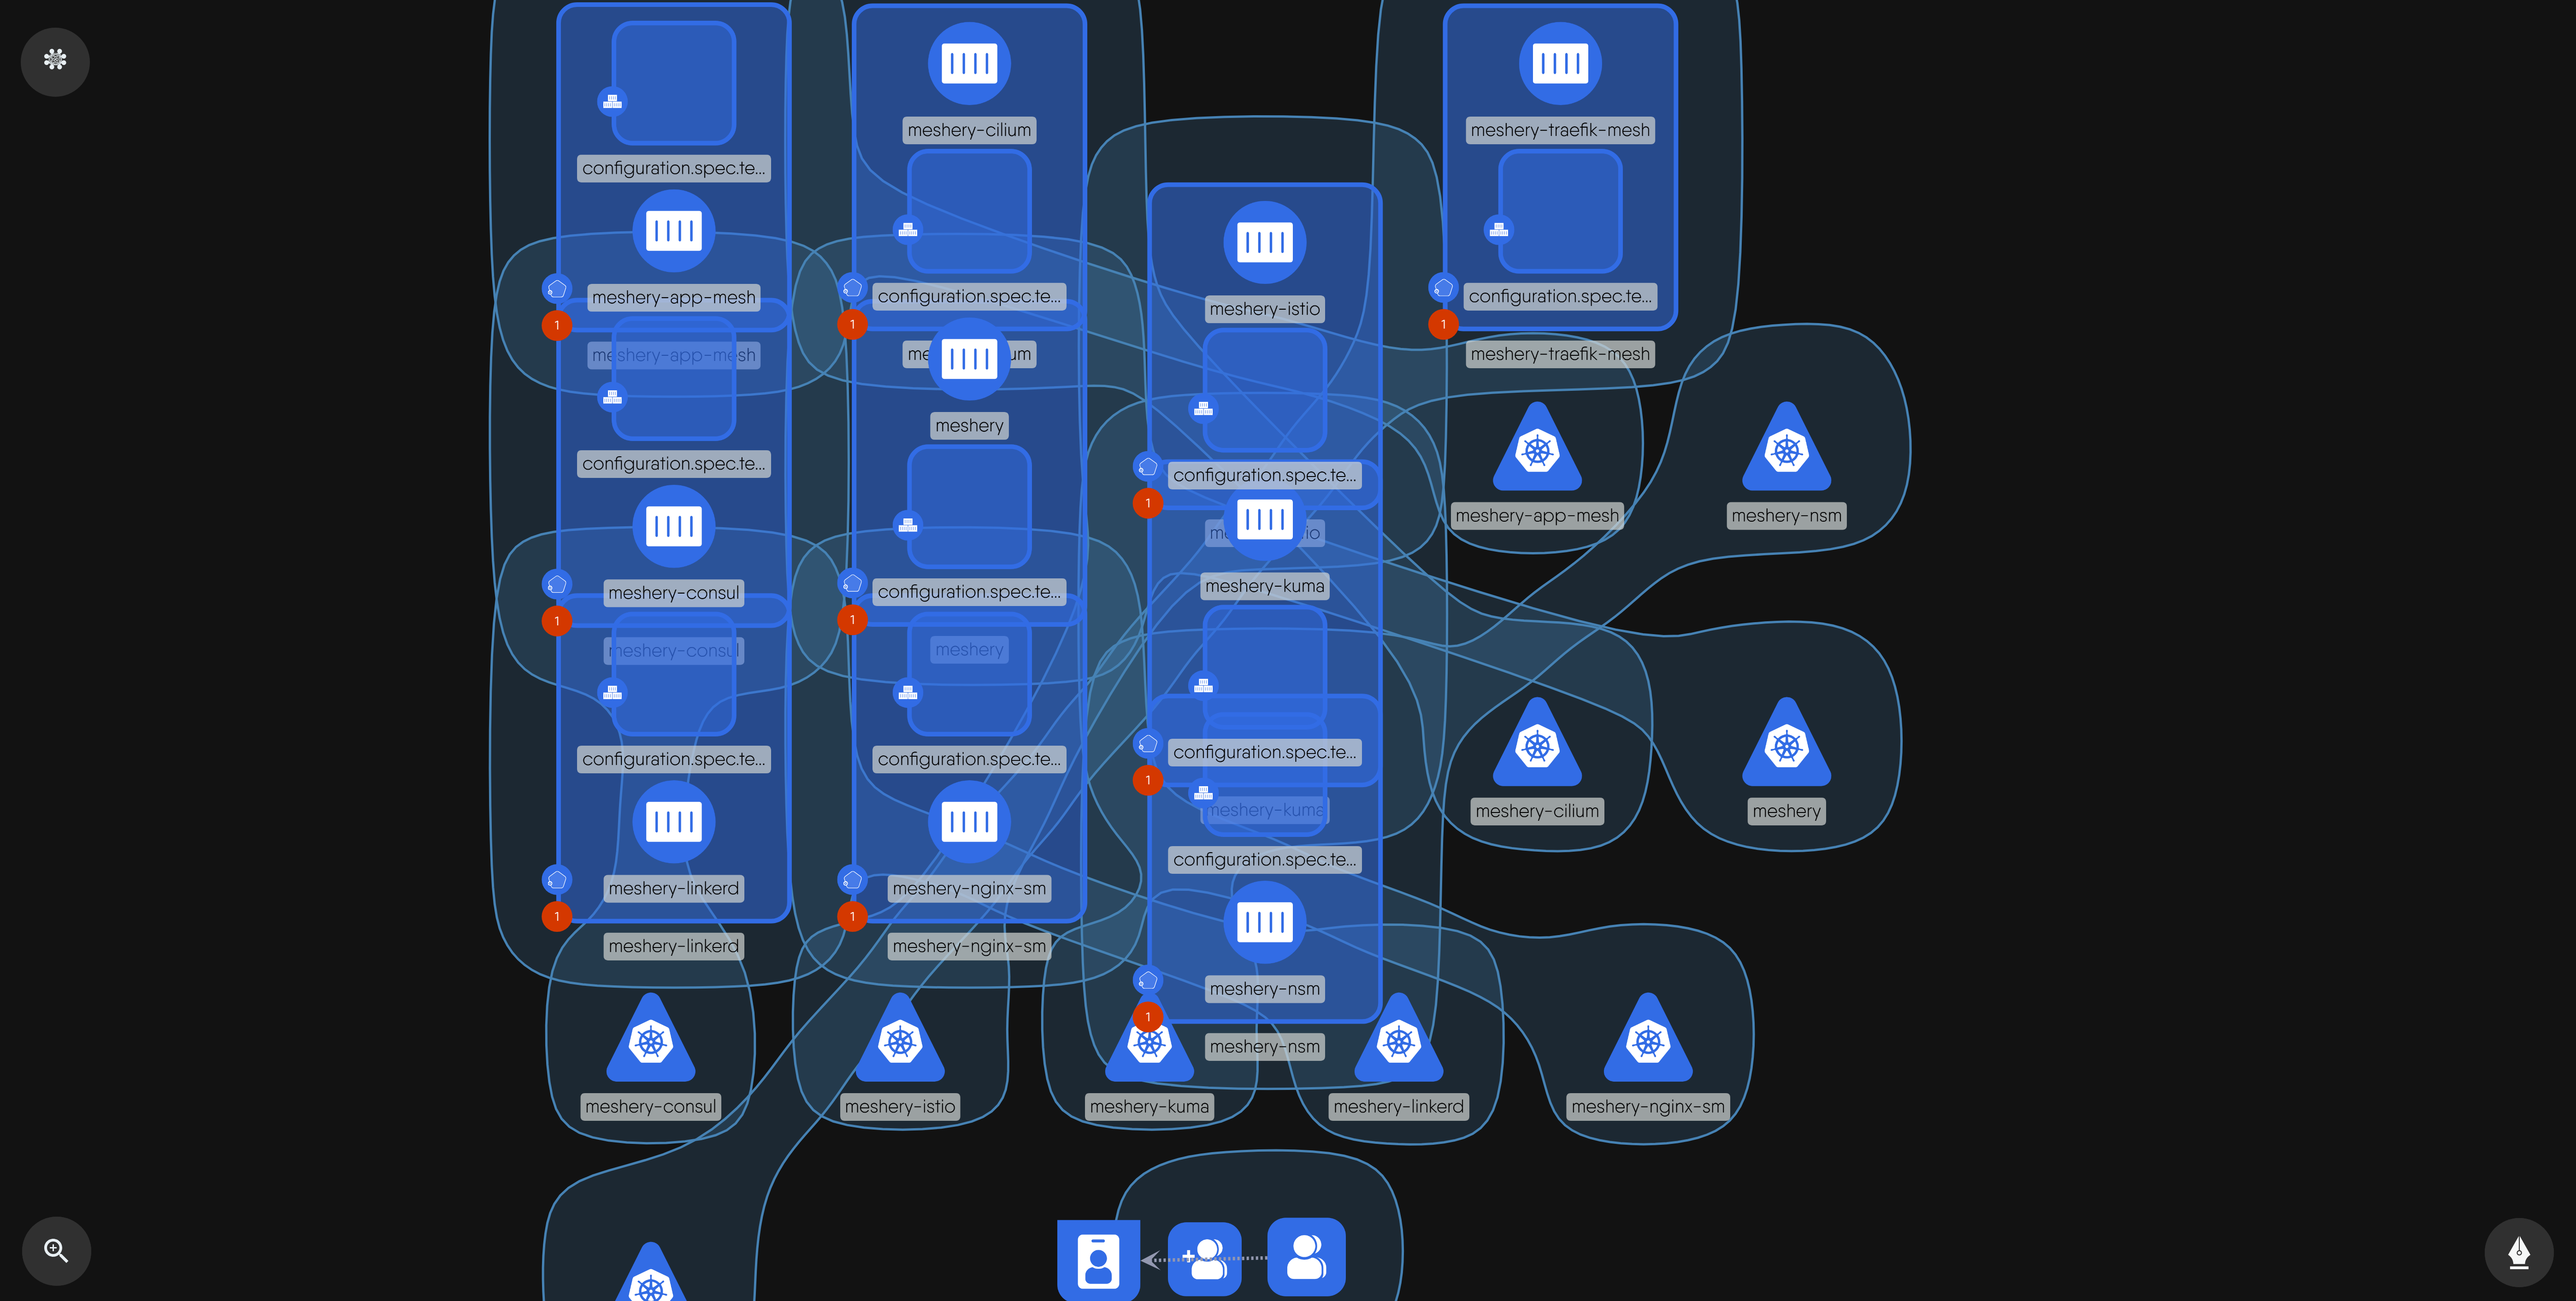 configuration.spec.te...
meshery-app-mesh
1
meshery-app-mesh
configuration.spec.te...
meshery-consul
1
meshery-consul
configuration.spec.te...
meshery-linkerd
1
meshery-linkerd
meshery-cilium
configuration.spec.te...
1
meshery
configuration.spec.te...
1
meshery
configuration.spec.te...
meshery-nginx-sm
1
meshery-nginx-sm
meshery-istio
configuration.spec.te...
1
meshery-kuma
configuration.spec.te...
1
meshery-kuma
configuration.spec.te...
meshery-nsm
1
meshery-nsm
meshery-traefik-mesh
configuration.spec.te...
1
meshery-traefik-mesh
meshery-app-mesh
meshery-nsm
meshery-cilium
meshery
meshery-consul
meshery-istio
meshery-kuma
meshery-linkerd
meshery-nginx-sm